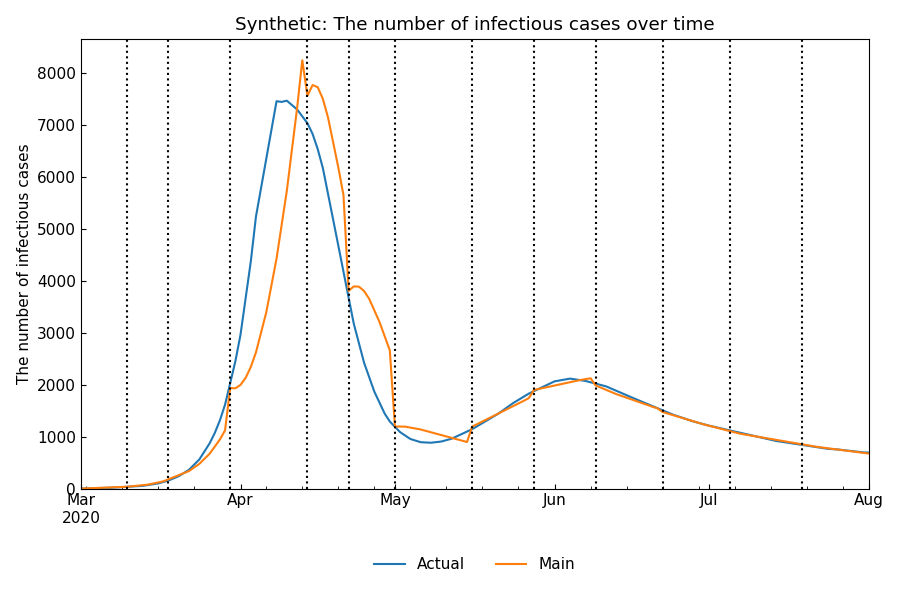 Synthetic: The number of infectious cases over time
The number of infectious cases
8000
7000
6000
5000
4000
3000
2000
1000
0
Mar Apr May Jun Jul Aug
2020
Actual Main